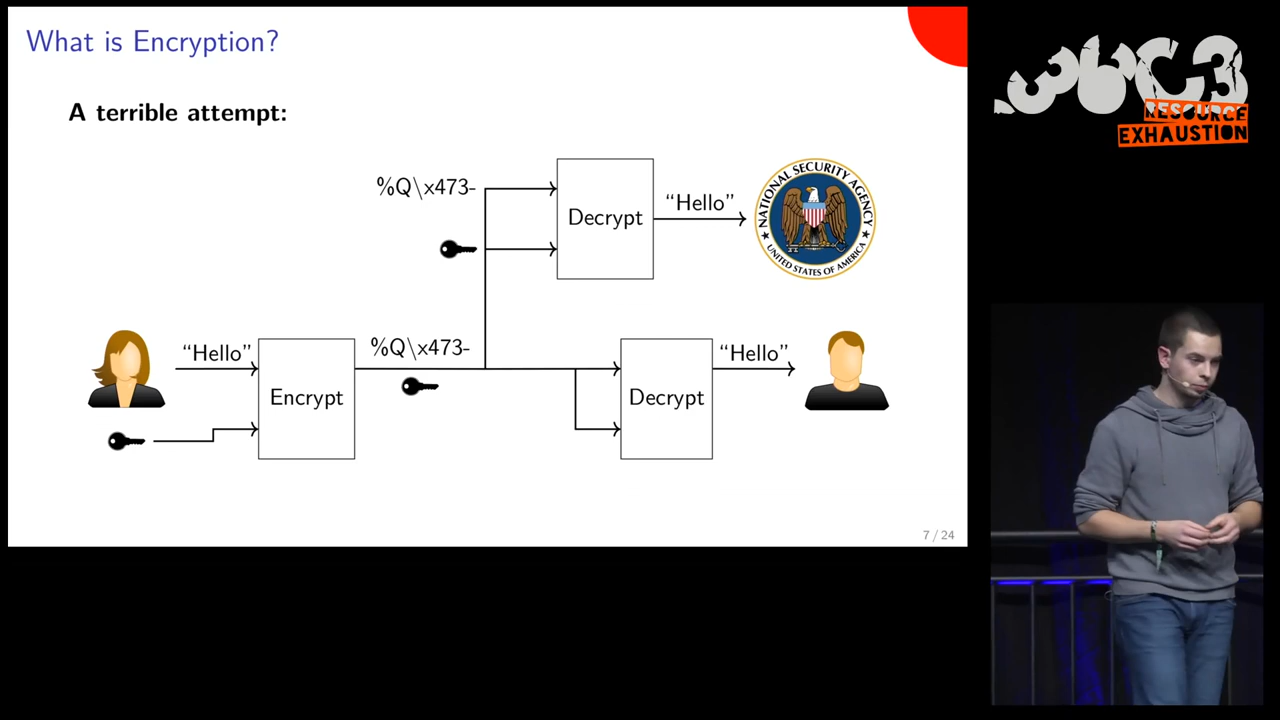 What is Encryption?
A terrible attempt:
%Q\x473-
Decrypt
“Hello”
NATIONAL SECURITY AGENCY
UNITED STATES OF AMERICA
“Hello”
Encrypt
%Q\x473-
Decrypt
“Hello”
7 / 24
36C3
RESOURCE
EXHAUSTION